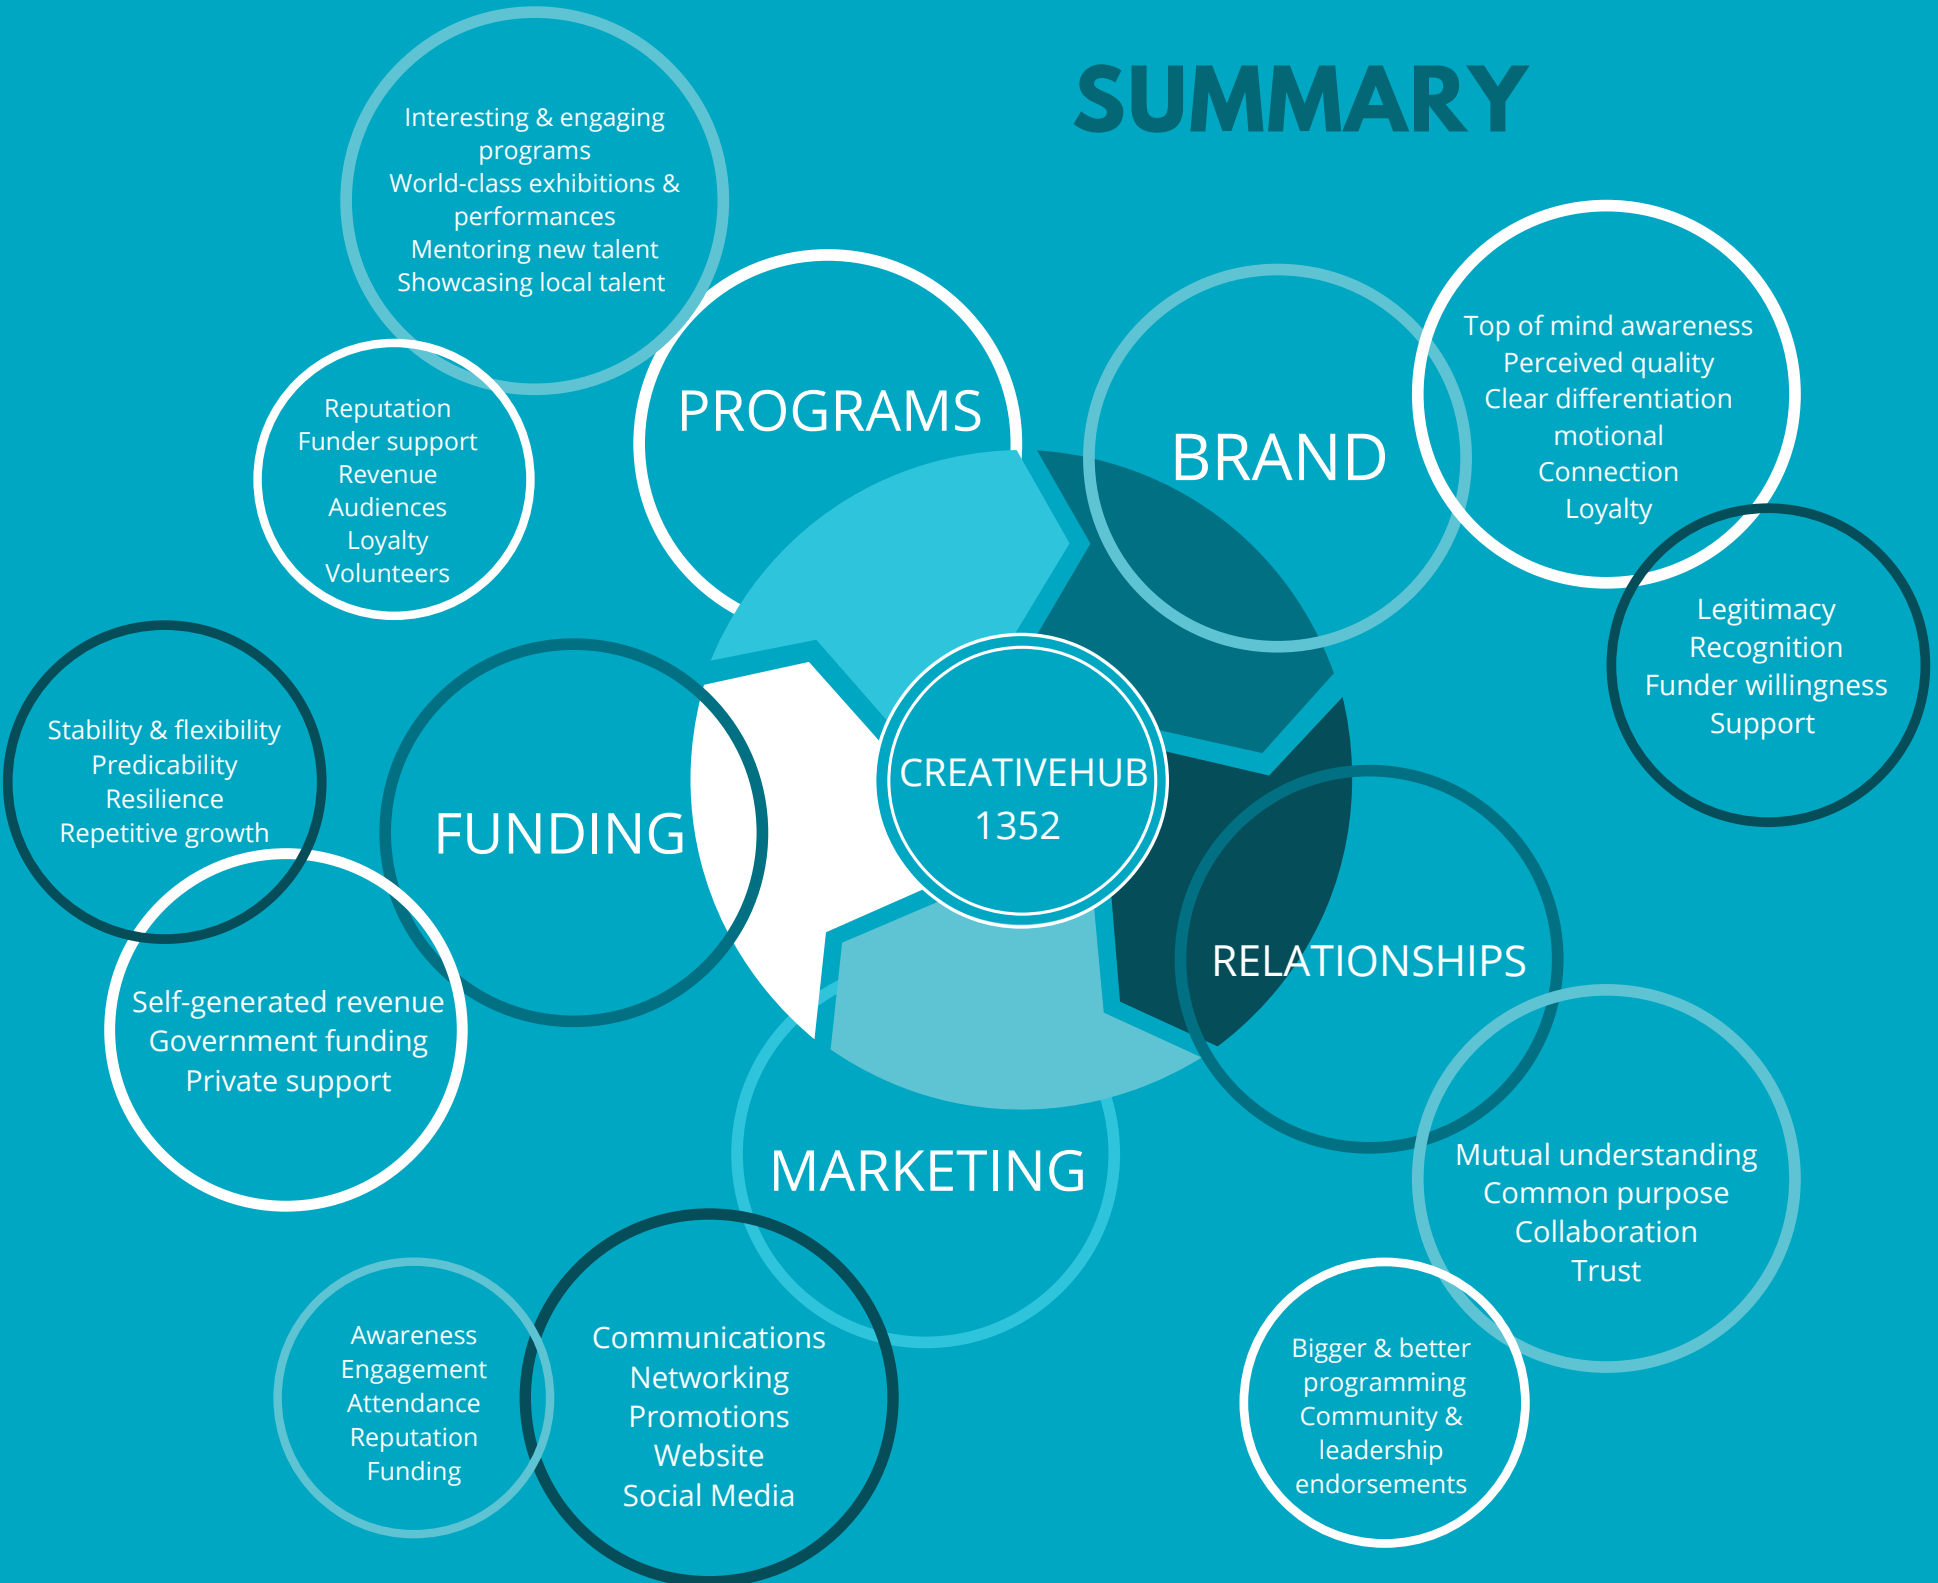 SUMMARY
Interesting & engaging
programs
World-class exhibitions &
performances
Mentoring new talent
Showcasing local talent
Reputation
Funder support
Revenue
Audiences
Loyalty
Volunteers
PROGRAMS
BRAND
Top of mind awareness
Perceived quality
Clear differentiation
motional
Connection
Loyalty
Legitimacy
Recognition
Funder willingness
Support
CREATIVEHUB
1352
FUNDING
Stability & flexibility
Predicability
Resilience
Repetitive growth
Self-generated revenue
Government funding
Private support
RELATIONSHIPS
Mutual understanding
Common purpose
Collaboration
Trust
Bigger & better
programming
Community &
leadership
endorsements
MARKETING
Communications
Networking
Promotions
Website
Social Media
Awareness
Engagement
Attendance
Reputation
Funding